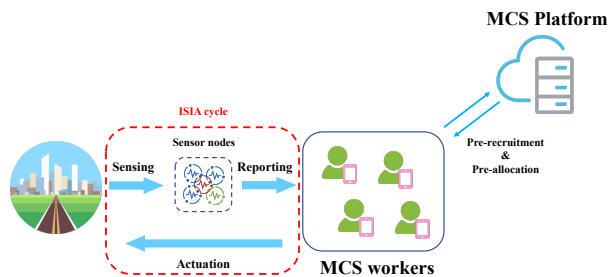 MCS Platform
ISIA cycle
Sensor nodes
Sensing
Reporting
Pre-recruitment
&
Pre-allocation
Actuation
MCS workers